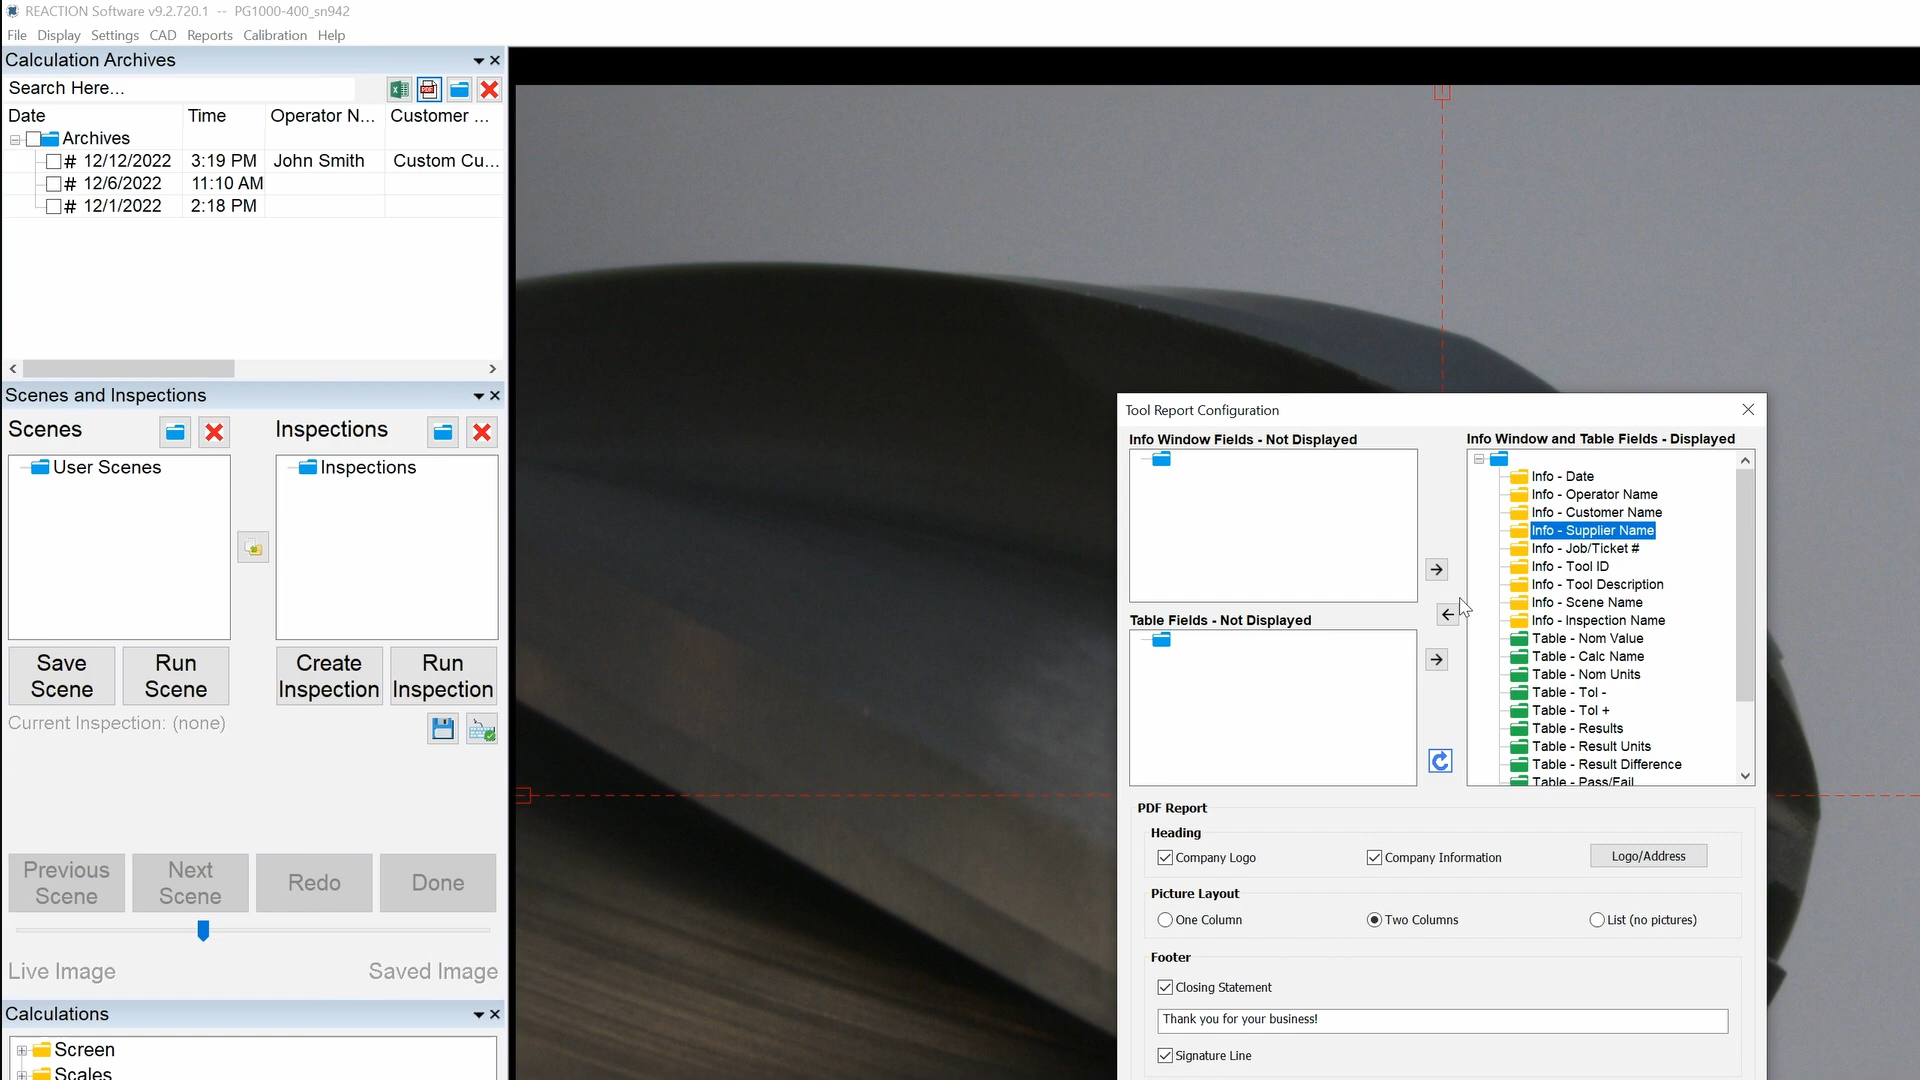 REACTION Software v9.2.720.1 -- PG1000-400_sn942
File Display Settings CAD Reports Calibration Help
Calculation Archives
Search Here...
Date Time Operator N... Customer ...
Archives
# 12/12/2022 3:19 PM John Smith Custom Cu...
# 12/6/2022 11:10 AM
# 12/1/2022 2:18 PM
Scenes and Inspections
Scenes Inspections
User Scenes Inspections
Save Scene Run Scene Create Inspection Run Inspection
Current Inspection: (none)
Previous Scene Next Scene Redo Done
Live Image Saved Image
Calculations
Screen
Scales
Tool Report Configuration
Info Window Fields - Not Displayed
Table Fields - Not Displayed
Info Window and Table Fields - Displayed
Info - Date
Info - Operator Name
Info - Customer Name
Info - Supplier Name
Info - Job/Ticket #
Info - Tool ID
Info - Tool Description
Info - Scene Name
Info - Inspection Name
Table - Nom Value
Table - Calc Name
Table - Nom Units
Table - Tol -
Table - Tol +
Table - Results
Table - Result Units
Table - Result Difference
Table - Pass/Fail
PDF Report
Heading
Company Logo Company Information Logo/Address
Picture Layout
One Column Two Columns List (no pictures)
Footer
Closing Statement
Thank you for your business!
Signature Line